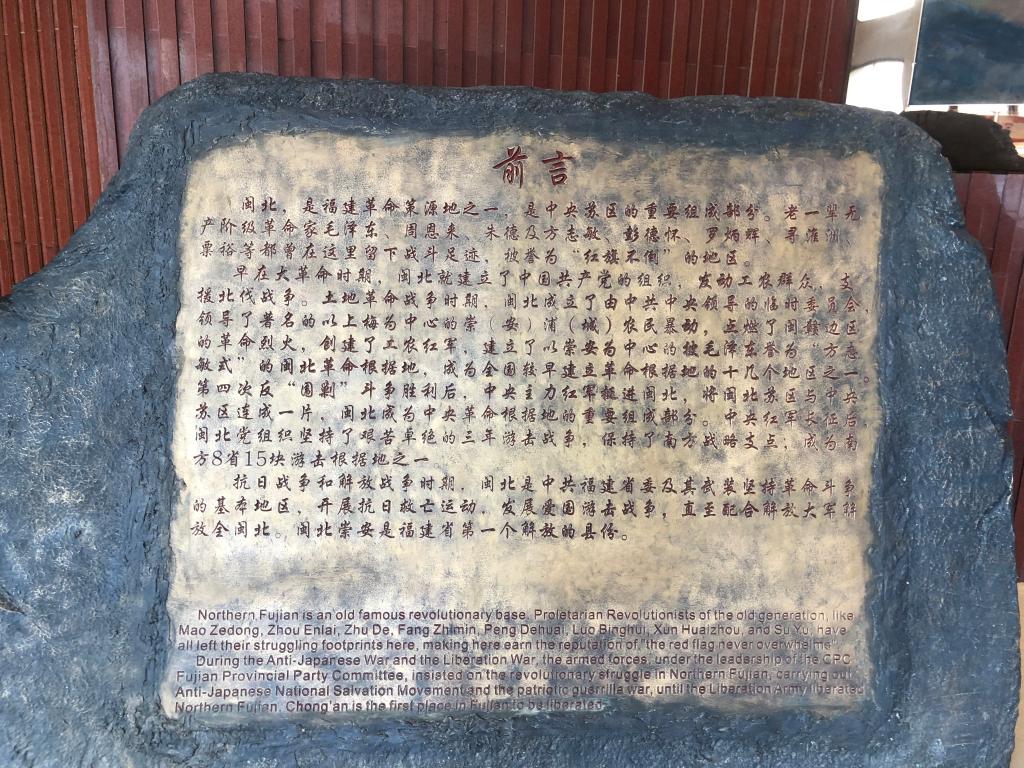 前言
闽北，是福建革命策源地之一，是中央苏区的重要组成部分。老一辈无
产阶级革命家毛泽东、周恩来、朱德及方志敏、彭德怀、罗炳辉、寻淮洲、
粟裕等都曾在这里留下战斗足迹，被誉为“红旗不倒”的地区。
早在大革命时期，闽北就建立了中国共产党的组织，发动工农群众，支
援北伐战争。土地革命战争时期，闽北成立了由中共中央领导的临时委员会，
领导了著名的以上梅为中心的崇（安）浦（城）农民暴动，点燃了闽赣边区
的革命烈火，创建了工农红军，建立了以崇安为中心的被毛泽东誉为“方志
敏式”的闽北革命根据地，成为全国较早建立革命根据地的十几个地区之一。
第四次反“围剿”斗争胜利后，中央主力红军挺进闽北，将闽北苏区与中央
苏区连成一片，闽北成为中央革命根据地的重要组成部分。中央红军长征后，
闽北党组织坚持了艰苦卓绝的三年游击战争，保持了南方战略支点，成为南
方8省15块游击根据地之一
抗日战争和解放战争时期，闽北是中共福建省委及其武装坚持革命斗争
的基本地区，开展抗日救亡运动，发展爱国游击战争，直至配合解放大军解
放全闽北。闽北崇安是福建省第一个解放的县份。
Northern Fujian is an old famous revolutionary base. Proletarian Revolutionists of the old generation, like
Mao Zedong, Zhou Enlai, Zhu De, Fang Zhimin, Peng Dehuai, Luo Binghui, Xun Huaizhou, and Su Yu, have
all left their struggling footprints here, making here earn the reputation of "the red flag never overwhelms"
During the Anti-Japanese War and the Liberation War, the armed forces, under the leadership of the CPC
Fujian Provincial Party Committee, insisted on the revolutionary struggle in Northern Fujian, carrying out
Anti-Japanese National Salvation Movement and the patriotic guerrilla war, until the Liberation Army liberated
Northern Fujian. Chong'an is the first place in Fujian to be liberated.